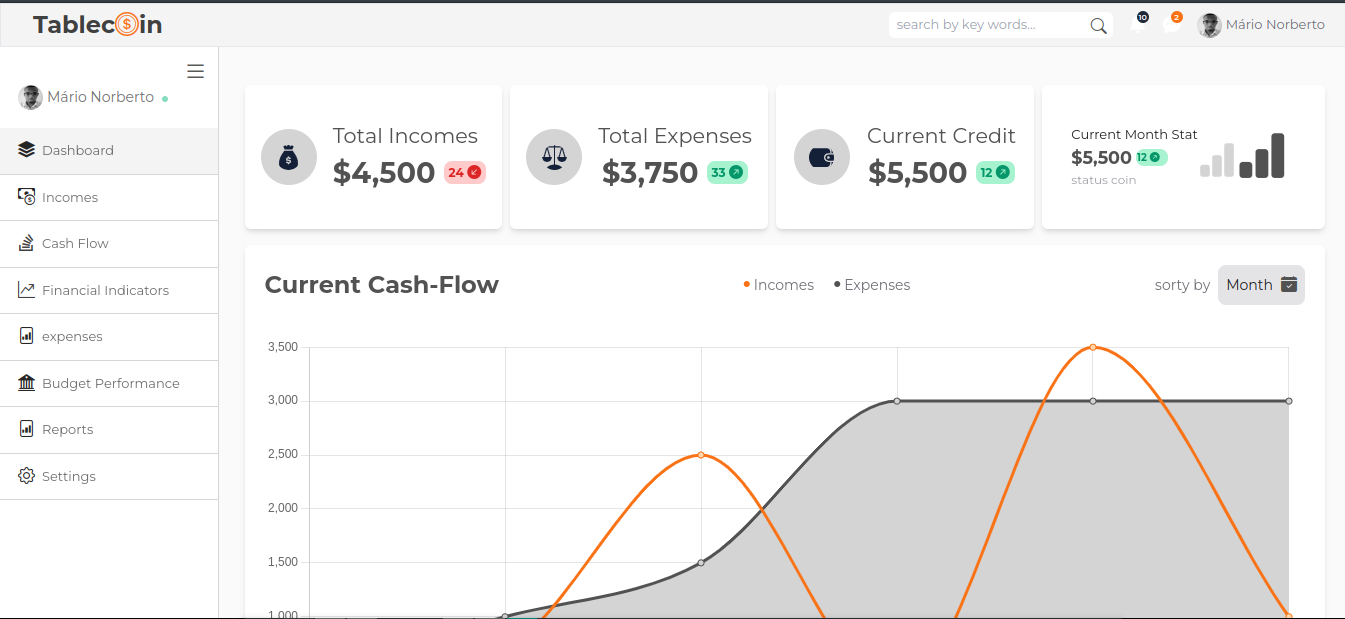 Tablecoin
search by key words...
10
2
Mário Norberto
Mário Norberto
Dashboard
Incomes
Cash Flow
Financial Indicators
expenses
Budget Performance
Reports
Settings
Total Incomes
$4,500 24
Total Expenses
$3,750 33
Current Credit
$5,500 12
Current Month Stat
$5,500 12
status coin
Current Cash-Flow
Incomes
Expenses
sorty by
Month
3,500
3,000
2,500
2,000
1,500
1,000